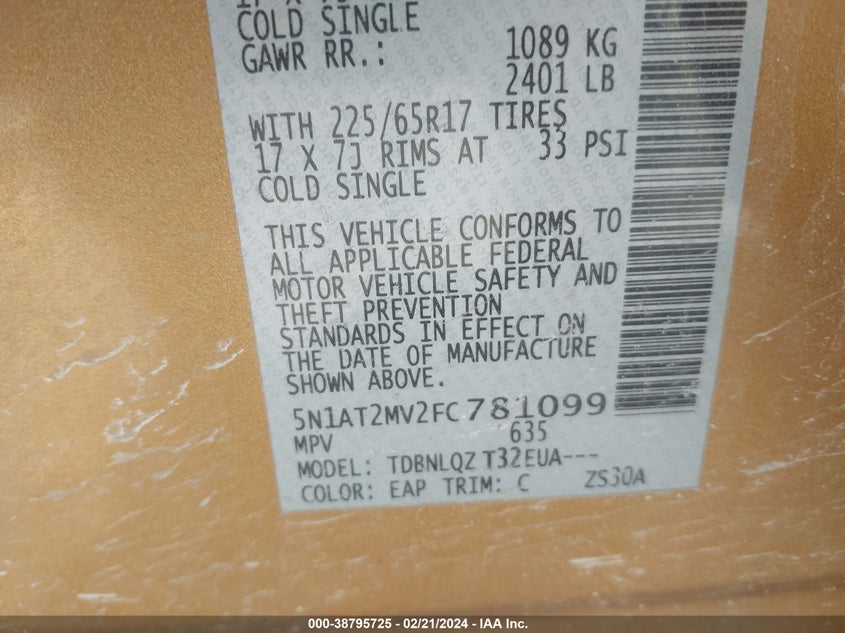 COLD SINGLE
GAWR RR.: 1089 KG
2401 LB
WITH 225/65R17 TIRES
17 X 7J RIMS AT 33 PSI
COLD SINGLE
THIS VEHICLE CONFORMS TO
ALL APPLICABLE FEDERAL
MOTOR VEHICLE SAFETY AND
THEFT PREVENTION
STANDARDS IN EFFECT ON
THE DATE OF MANUFACTURE
SHOWN ABOVE.
5N1AT2MV2FC781099
MPV 635
MODEL: TDBNLQZ T32EUA---
COLOR: EAP TRIM: C ZS30A
000-38795725 - 02/21/2024 - IAA Inc.